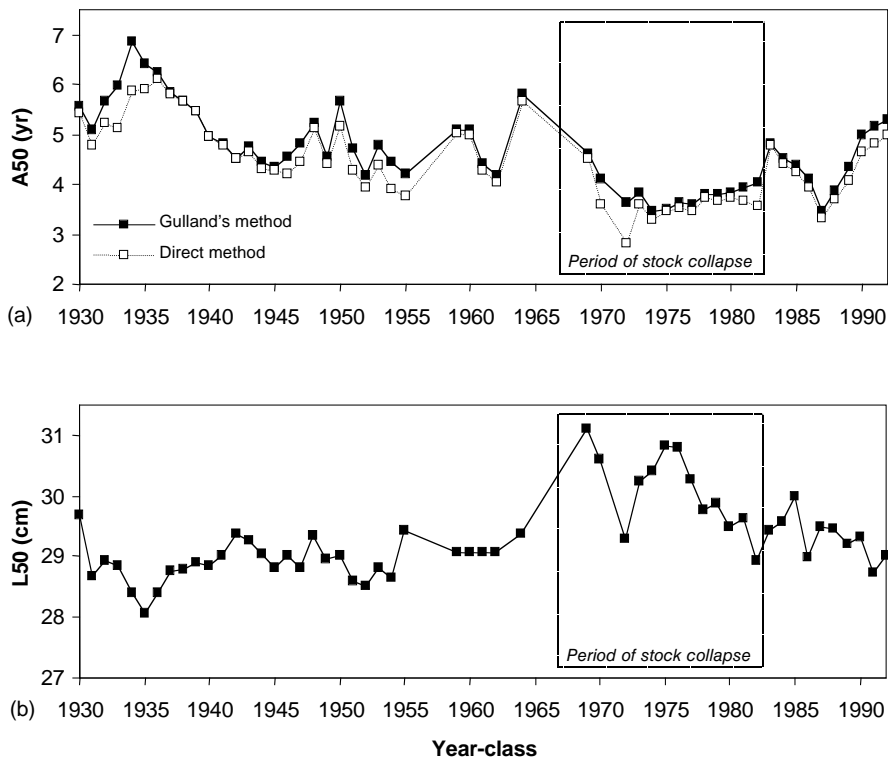 7
6
A50 (yr)
5
4
Gulland's method
3
Direct method
Period of stock collapse
2
(a)
1930 1935 1940 1945 1950 1955 1960 1965 1970 1975 1980 1985 1990
31
30
L50 (cm)
29
28
27
Period of stock collapse
(b)
1930 1935 1940 1945 1950 1955 1960 1965 1970 1975 1980 1985 1990
Year-class